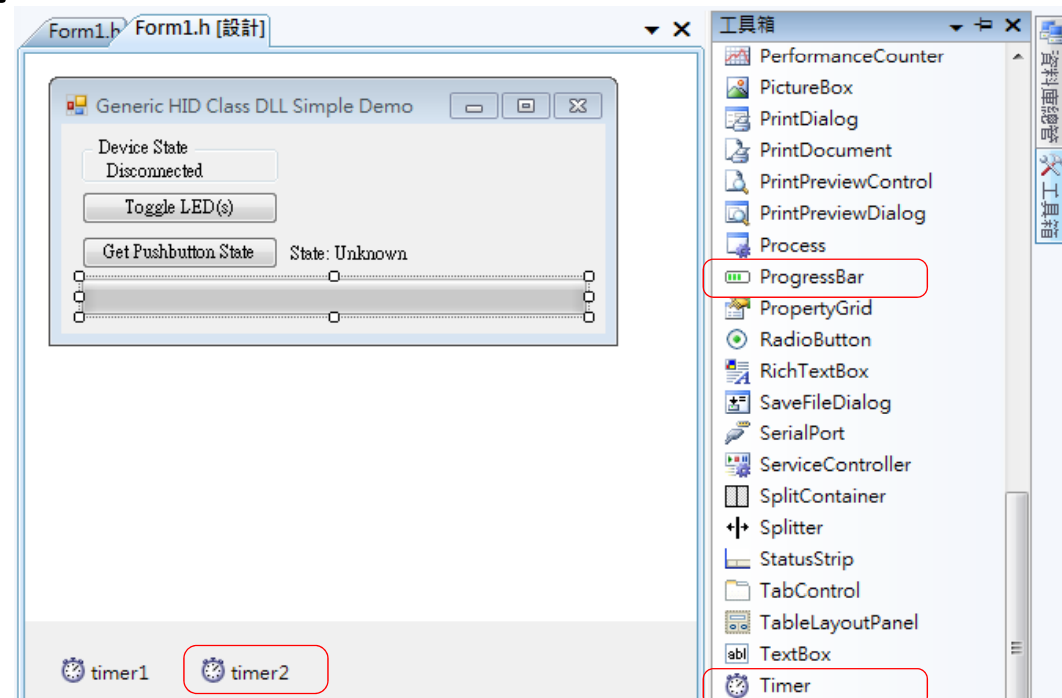 Form1.h
Form1.h [設計]
Generic HID Class DLL Simple Demo
Device State
Disconnected
Toggle LED(s)
Get Pushbutton State
State: Unknown
timer1
timer2
工具箱
PerformanceCounter
PictureBox
PrintDialog
PrintDocument
PrintPreviewControl
PrintPreviewDialog
Process
ProgressBar
PropertyGrid
RadioButton
RichTextBox
SaveFileDialog
SerialPort
ServiceController
SplitContainer
Splitter
StatusStrip
TabControl
TableLayoutPanel
abl
TextBox
Timer
資料庫總管
工具箱